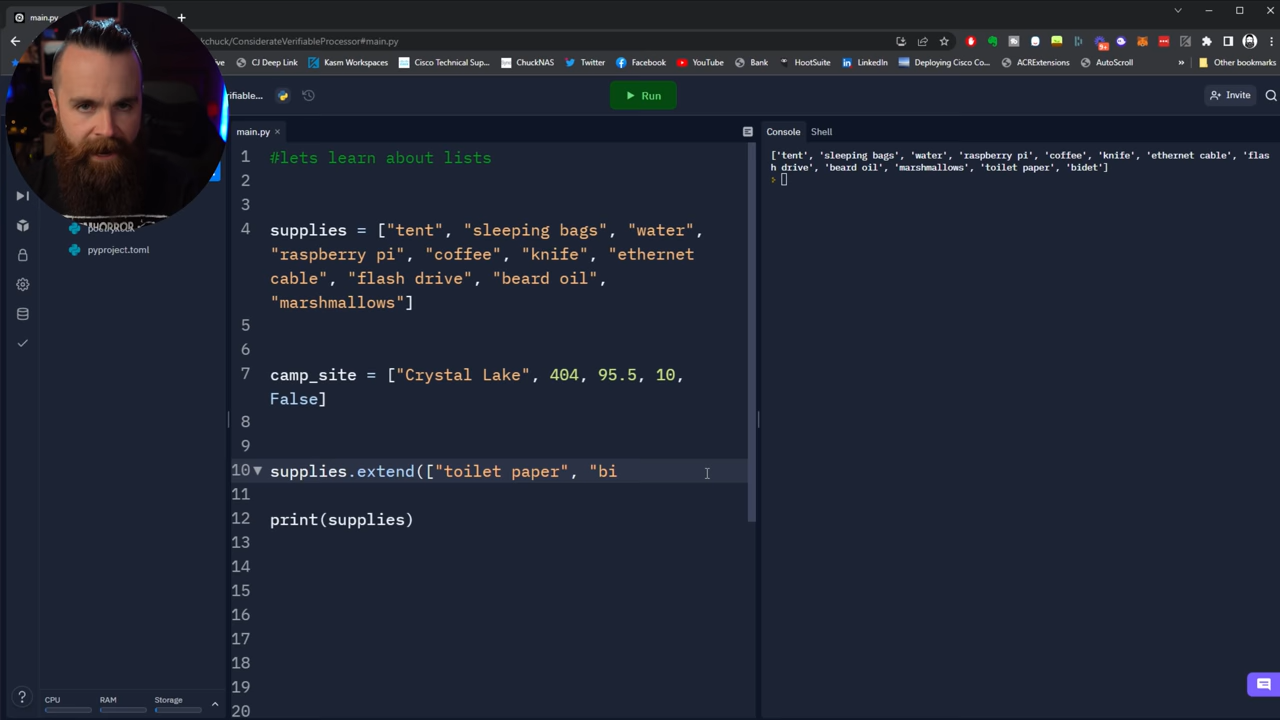 main.py
chuck/ConsiderateVerifiableProcessor#main.py
CJ Deep Link
Kasm Workspaces
Cisco Technical Sup...
ChuckNAS
Twitter
Facebook
YouTube
Bank
HootSuite
LinkedIn
Deploying Cisco Co...
ACRExtensions
AutoScroll
»
Other bookmarks
ifiable...
Run
Invite
main.py
Console
Shell
1 #lets learn about lists
2
3
4 supplies = ["tent", "sleeping bags", "water",
"raspberry pi", "coffee", "knife", "ethernet
cable", "flash drive", "beard oil",
"marshmallows"]
5
6
7 camp_site = ["Crystal Lake", 404, 95.5, 10,
False]
8
9
10 supplies.extend(["toilet paper", "bi
11
12 print(supplies)
13
14
15
16
17
18
19
20
['tent', 'sleeping bags', 'water', 'raspberry pi', 'coffee', 'knife', 'ethernet cable', 'flas
h drive', 'beard oil', 'marshmallows', 'toilet paper', 'bidet']
>
pyproject.toml
CPU
RAM
Storage
?